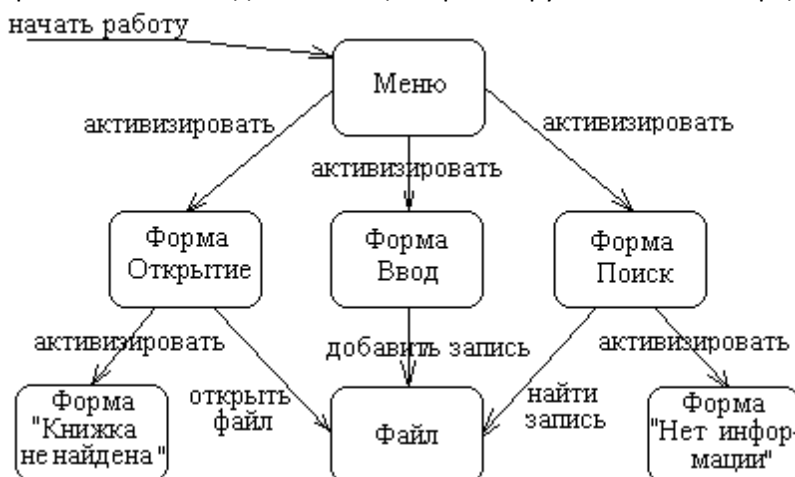 начать работу
Меню
активизировать
активизировать
активизировать
Форма
Открытие
Форма
Ввод
Форма
Поиск
активизировать
добавить запись
активизировать
открыть
файл
найти
запись
Форма
"Книжка
не найдена"
Файл
Форма
"Нет инфор-
мации"